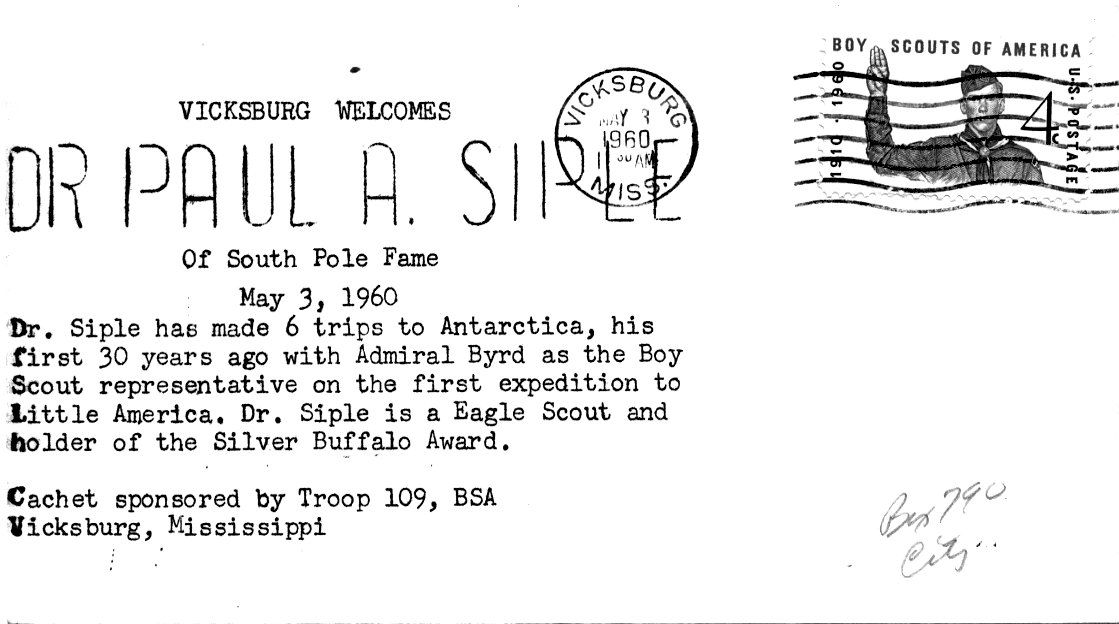 VICKSBURG WELCOMES
DR PAUL A. SIPLE
Of South Pole Fame
May 3, 1960
Dr. Siple has made 6 trips to Antarctica, his
first 30 years ago with Admiral Byrd as the Boy
Scout representative on the first expedition to
Little America. Dr. Siple is a Eagle Scout and
holder of the Silver Buffalo Award.
Cachet sponsored by Troop 109, BSA
Vicksburg, Mississippi
VICKSBURG
MAY 3
1960
30 AM
MISS.
BOY SCOUTS OF AMERICA
1910 · 1960
4¢
U·S·POSTAGE
Box 790
City